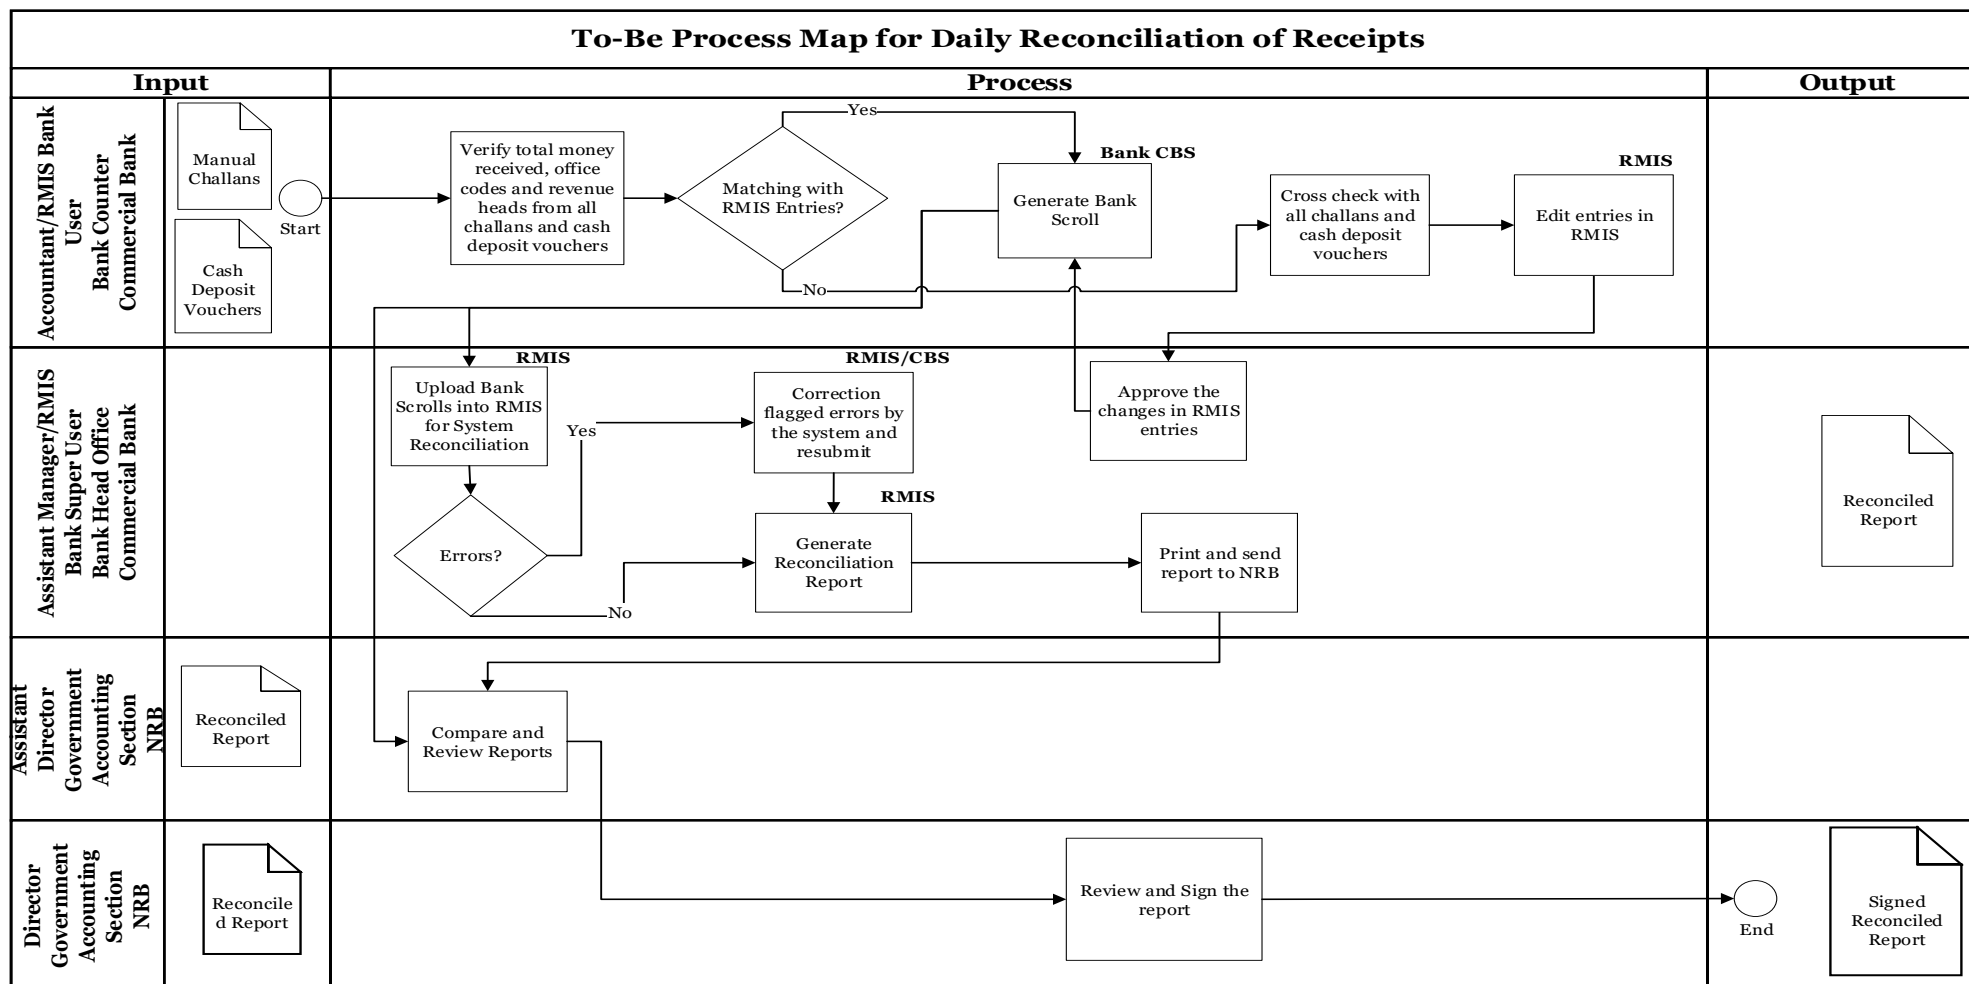 To-Be Process Map for Daily Reconciliation of Receipts
Input
Process
Output
Accountant/RMIS Bank
User
Bank Counter
Commercial Bank
Manual
Challans
Cash
Deposit
Vouchers
Start
Verify total money
received, office
codes and revenue
heads from all
challans and cash
deposit vouchers
Matching with
RMIS Entries?
Yes
No
Bank CBS
Generate Bank
Scroll
Cross check with
all challans and
cash deposit
vouchers
RMIS
Edit entries in
RMIS
Assistant Manager/RMIS
Bank Super User
Bank Head Office
Commercial Bank
RMIS
Upload Bank
Scrolls into RMIS
for System
Reconciliation
Errors?
Yes
No
RMIS/CBS
Correction
flagged errors by
the system and
resubmit
RMIS
Generate
Reconciliation
Report
Approve the
changes in RMIS
entries
Print and send
report to NRB
Reconciled
Report
Assistant
Director
Government
Accounting
Section
NRB
Reconciled
Report
Compare and
Review Reports
Director
Government
Accounting
Section
NRB
Reconcile
d Report
Review and Sign the
report
End
Signed
Reconciled
Report